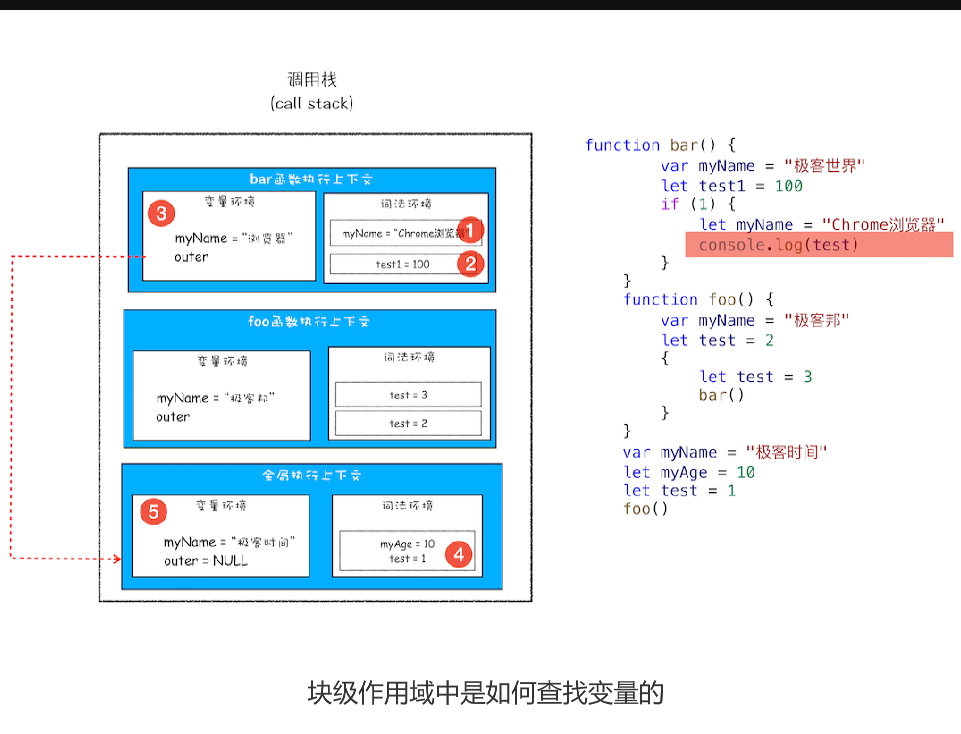 调用栈
(call stack)
bar函数执行上下文
变量环境
3
myName = "浏览器"
outer
词法环境
myName = "Chrome浏览器"
1
test1 = 100
2
foo函数执行上下文
变量环境
myName = "极客邦"
outer
词法环境
test = 3
test = 2
全局执行上下文
5
变量环境
myName = "极客时间"
outer = NULL
词法环境
myAge = 10
test = 1
4
function bar() {
var myName = "极客世界"
let test1 = 100
if (1) {
let myName = "Chrome浏览器"
console.log(test)
}
}
function foo() {
var myName = "极客邦"
let test = 2
{
let test = 3
bar()
}
}
var myName = "极客时间"
let myAge = 10
let test = 1
foo()
块级作用域中是如何查找变量的